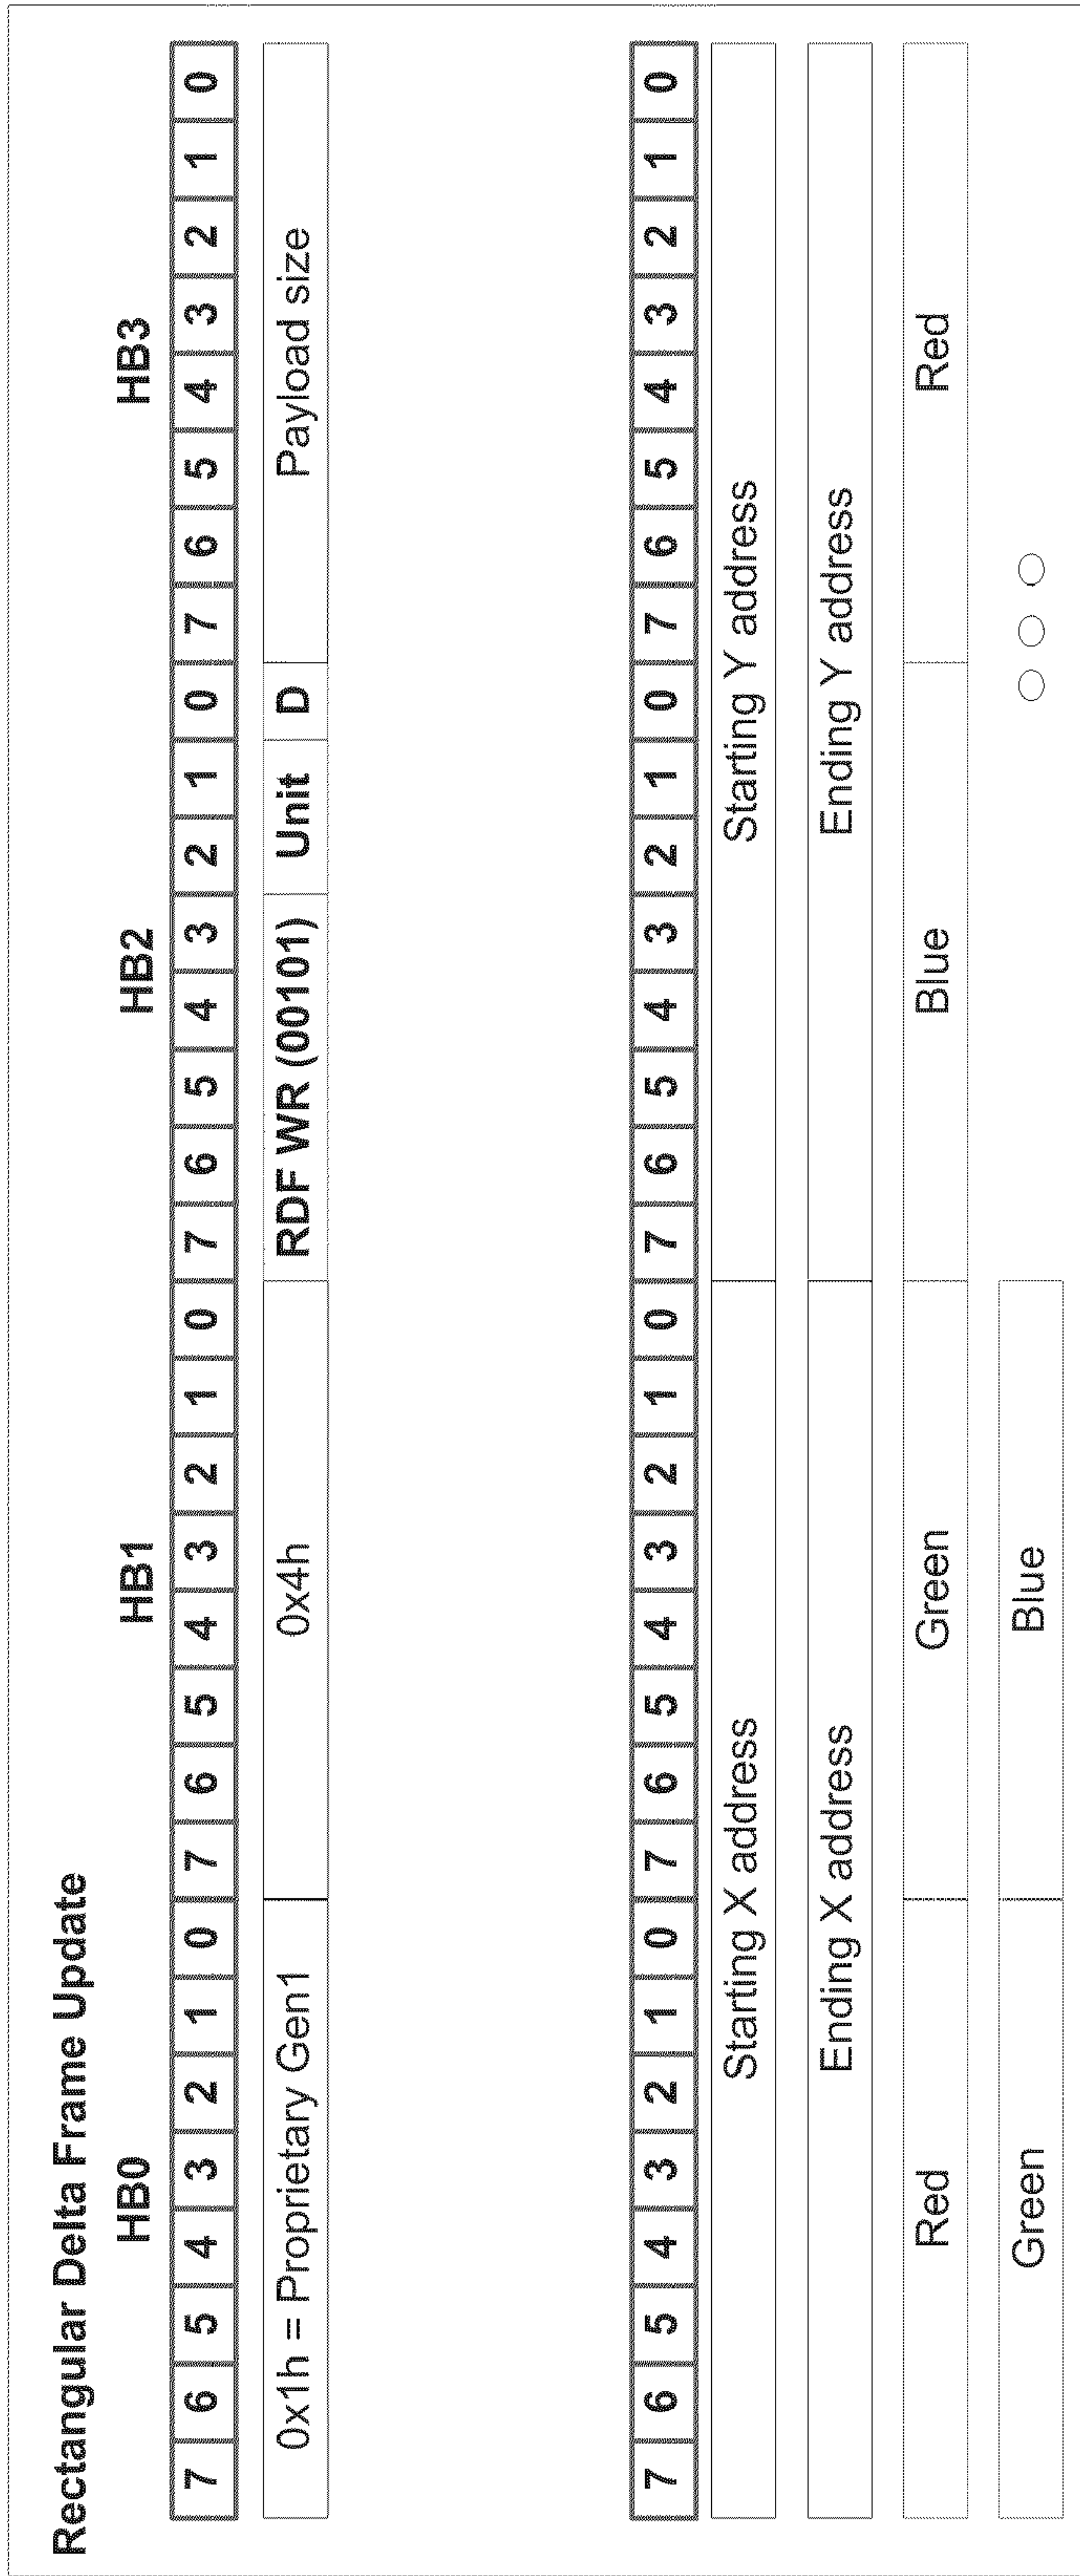 Rectangular Delta Frame Update
HB0 HB1 HB2 HB3
7 6 5 4 3 2 1 0 7 6 5 4 3 2 1 0 7 6 5 4 3 2 1 0 7 6 5 4 3 2 1 0
0x1h = Proprietary Gen1 0x4h RDF WR (00101) Unit D Payload size
7 6 5 4 3 2 1 0 7 6 5 4 3 2 1 0 7 6 5 4 3 2 1 0 7 6 5 4 3 2 1 0
Starting X address Starting Y address
Ending X address Ending Y address
Red Green Blue Red
Green Blue